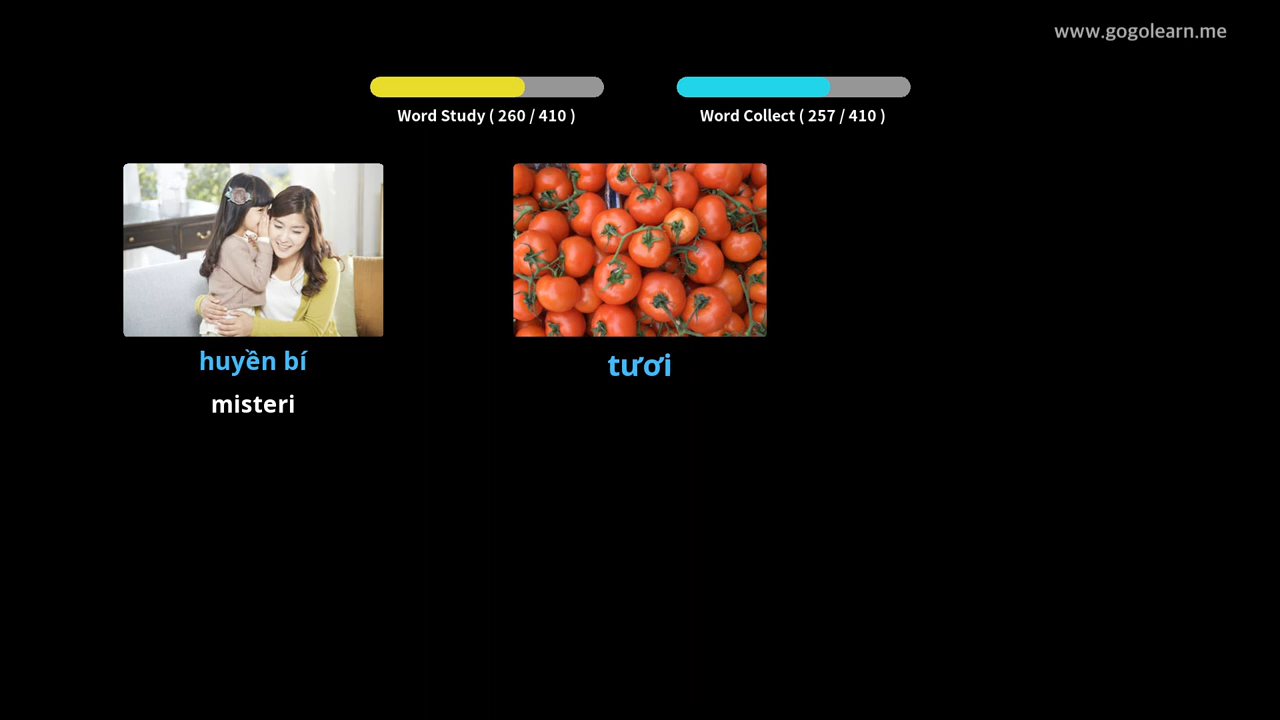 www.gogolearn.me
Word Study ( 260 / 410 )
Word Collect ( 257 / 410 )
huyền bí
misteri
tươi